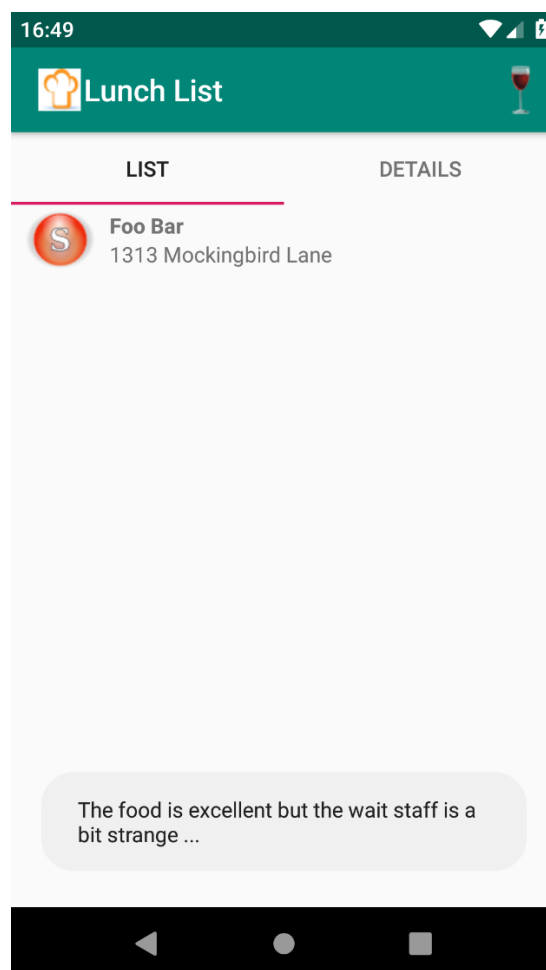 16:49
Lunch List
LIST
DETAILS
S
Foo Bar
1313 Mockingbird Lane
The food is excellent but the wait staff is a
bit strange ...